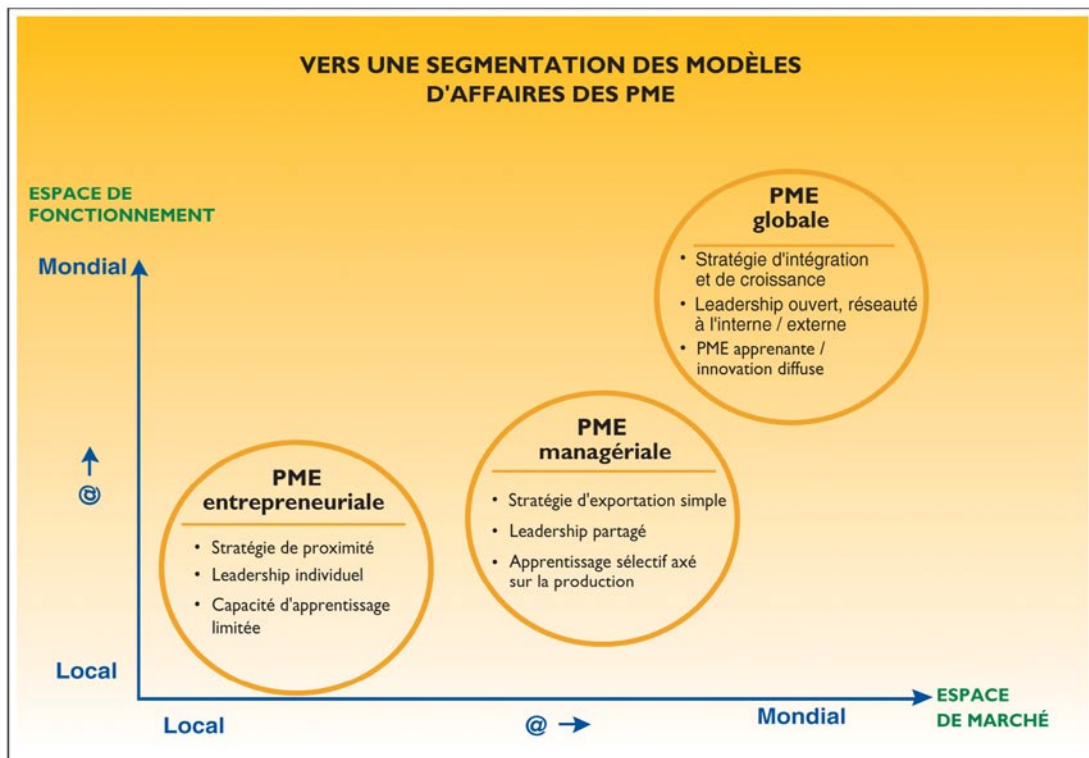 VERS UNE SEGMENTATION DES MODÈLES
D'AFFAIRES DES PME
ESPACE DE
FONCTIONNEMENT
Mondial
@
Local
PME
globale
• Stratégie d'intégration
et de croissance
• Leadership ouvert, réseauté
à l'interne / externe
• PME apprenante /
innovation diffuse
PME
managériale
• Stratégie d'exportation simple
• Leadership partagé
• Apprentissage sélectif axé
sur la production
PME
entrepreneuriale
• Stratégie de proximité
• Leadership individuel
• Capacité d'apprentissage
limitée
Local
@
Mondial
ESPACE
DE MARCHÉ